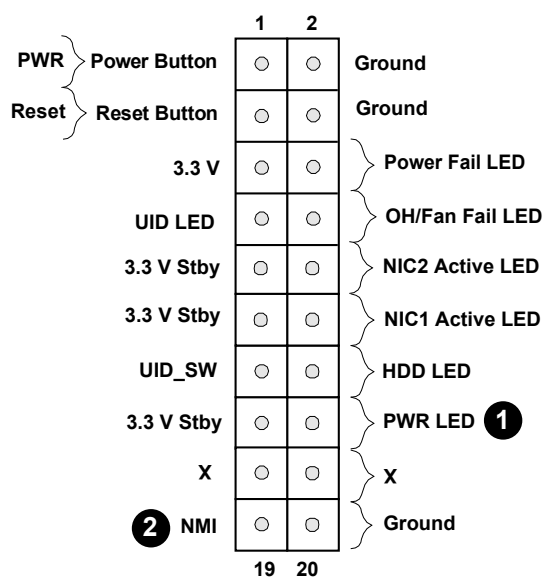 1 2
PWR Power Button Ground
Reset Reset Button Ground
3.3 V Power Fail LED
UID LED OH/Fan Fail LED
3.3 V Stby NIC2 Active LED
3.3 V Stby NIC1 Active LED
UID_SW HDD LED
3.3 V Stby PWR LED 1
X X
2 NMI Ground
19 20